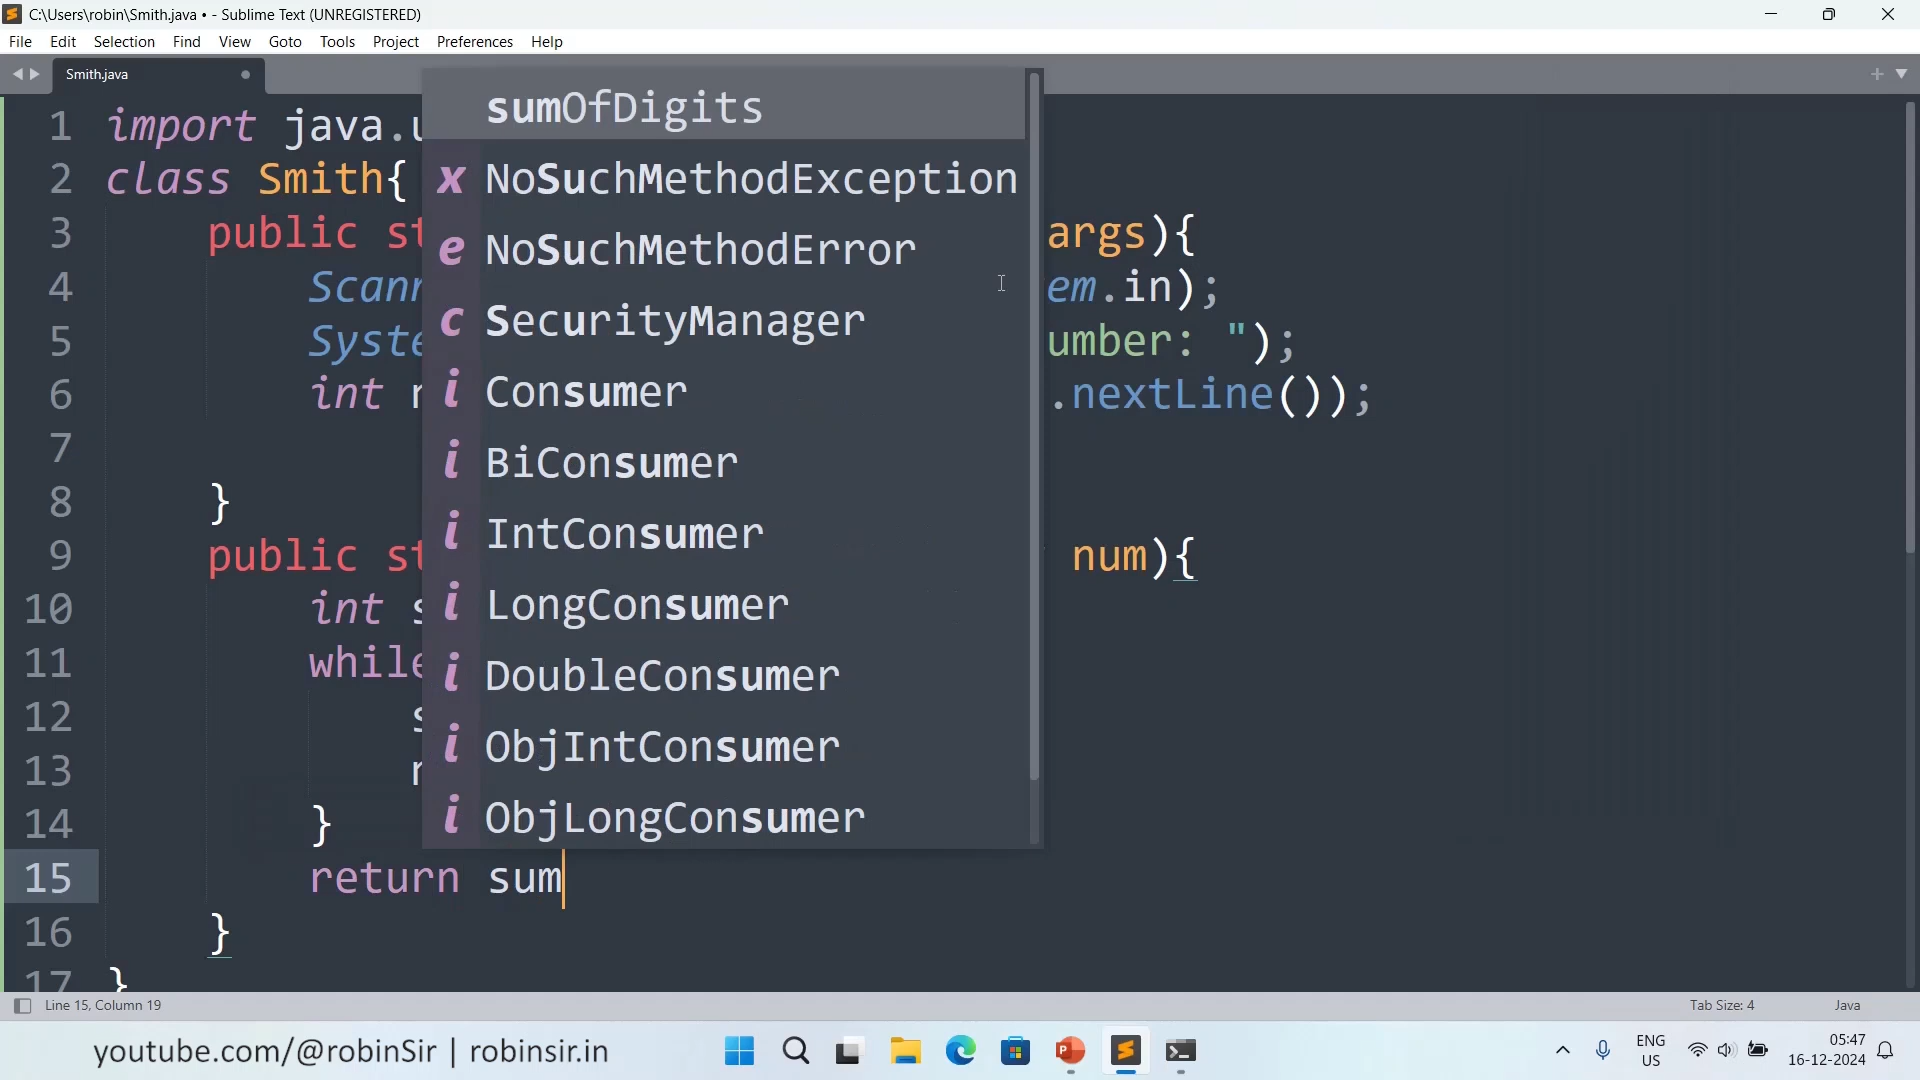 C:\Users\robin\Smith.java • - Sublime Text (UNREGISTERED)
File Edit Selection Find View Goto Tools Project Preferences Help
Smith.java
1 import java.u
2 class Smith{
3 public st args){
4 Scann em.in);
5 Syste umber: ");
6 int n .nextLine());
7
8 }
9 public st num){
10 int s
11 while
12 s
13 n
14 }
15 return sum
16 }
17 }
sumOfDigits
x NoSuchMethodException
e NoSuchMethodError
c SecurityManager
i Consumer
i BiConsumer
i IntConsumer
i LongConsumer
i DoubleConsumer
i ObjIntConsumer
i ObjLongConsumer
Line 15, Column 19
Tab Size: 4
Java
youtube.com/@robinSir | robinsir.in
ENG
US
05:47
16-12-2024